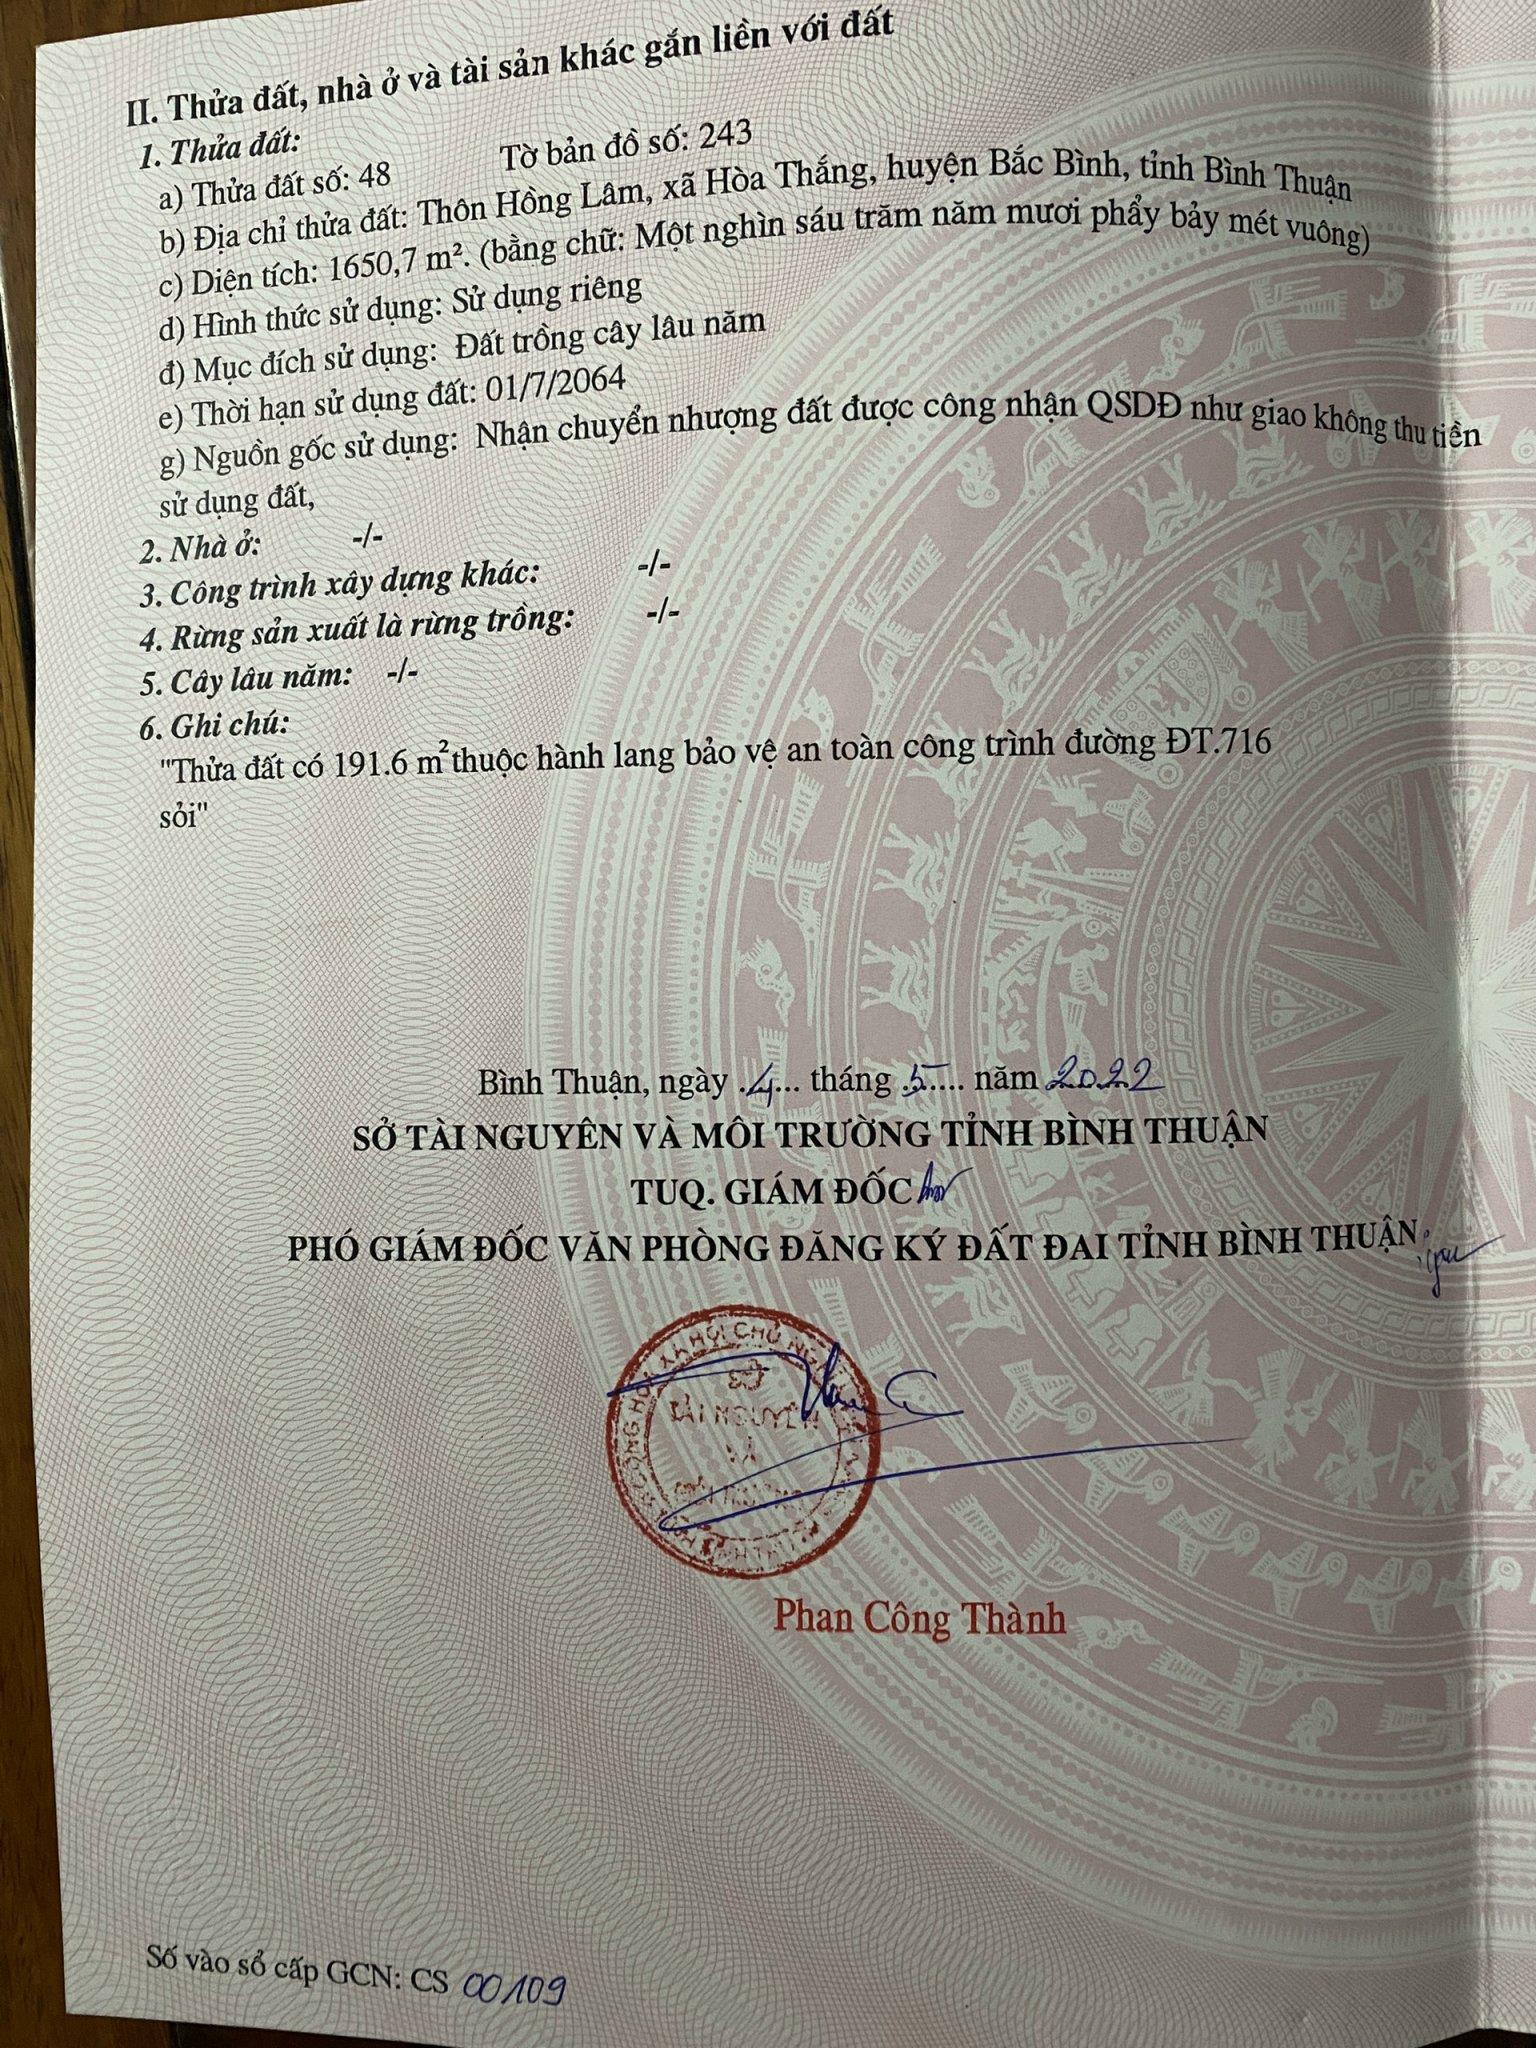 II. Thửa đất, nhà ở và tài sản khác gắn liền với đất
1. Thửa đất:
a) Thửa đất số: 48 Tờ bản đồ số: 243
b) Địa chỉ thửa đất: Thôn Hồng Lâm, xã Hòa Thắng, huyện Bắc Bình, tỉnh Bình Thuận
c) Diện tích: 1650,7 m². (bằng chữ: Một nghìn sáu trăm năm mươi phẩy bảy mét vuông)
d) Hình thức sử dụng: Sử dụng riêng
đ) Mục đích sử dụng: Đất trồng cây lâu năm
e) Thời hạn sử dụng đất: 01/7/2064
g) Nguồn gốc sử dụng: Nhận chuyển nhượng đất được công nhận QSDĐ như giao không thu tiền
sử dụng đất,
2. Nhà ở: -/-
3. Công trình xây dựng khác: -/-
4. Rừng sản xuất là rừng trồng: -/-
5. Cây lâu năm: -/-
6. Ghi chú:
"Thửa đất có 191.6 m² thuộc hành lang bảo vệ an toàn công trình đường ĐT.716
sỏi"
Bình Thuận, ngày .4... tháng .5.... năm 2022
SỞ TÀI NGUYÊN VÀ MÔI TRƯỜNG TỈNH BÌNH THUẬN
TUQ. GIÁM ĐỐC
PHÓ GIÁM ĐỐC VĂN PHÒNG ĐĂNG KÝ ĐẤT ĐAI TỈNH BÌNH THUẬN
SỞ
TÀI NGUYÊN
VÀ
MÔI TRƯỜNG
Phan Công Thành
Số vào sổ cấp GCN: CS 00109